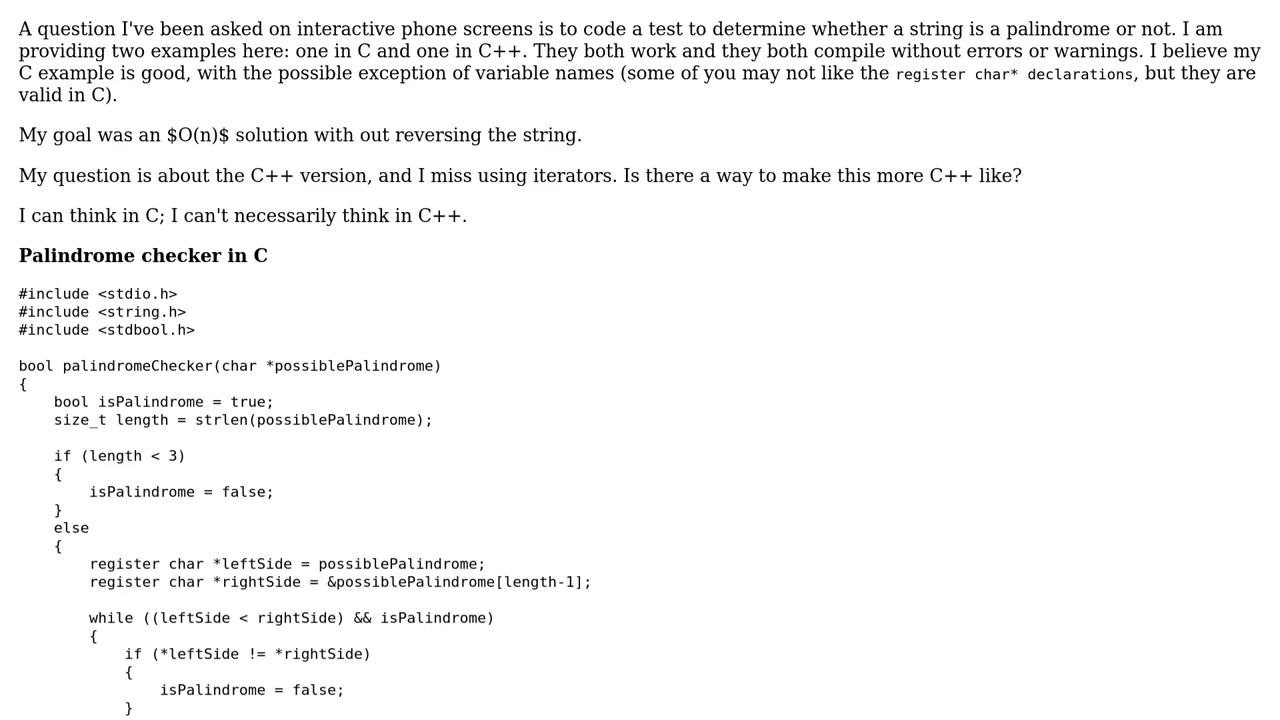 A question I've been asked on interactive phone screens is to code a test to determine whether a string is a palindrome or not. I am
providing two examples here: one in C and one in C++. They both work and they both compile without errors or warnings. I believe my
C example is good, with the possible exception of variable names (some of you may not like the register char* declarations, but they are
valid in C).
My goal was an $O(n)$ solution with out reversing the string.
My question is about the C++ version, and I miss using iterators. Is there a way to make this more C++ like?
I can think in C; I can't necessarily think in C++.
Palindrome checker in C
#include <stdio.h>
#include <string.h>
#include <stdbool.h>
bool palindromeChecker(char *possiblePalindrome)
{
    bool isPalindrome = true;
    size_t length = strlen(possiblePalindrome);
    if (length < 3)
    {
        isPalindrome = false;
    }
    else
    {
        register char *leftSide = possiblePalindrome;
        register char *rightSide = &possiblePalindrome[length-1];
        while ((leftSide < rightSide) && isPalindrome)
        {
            if (*leftSide != *rightSide)
            {
                isPalindrome = false;
            }